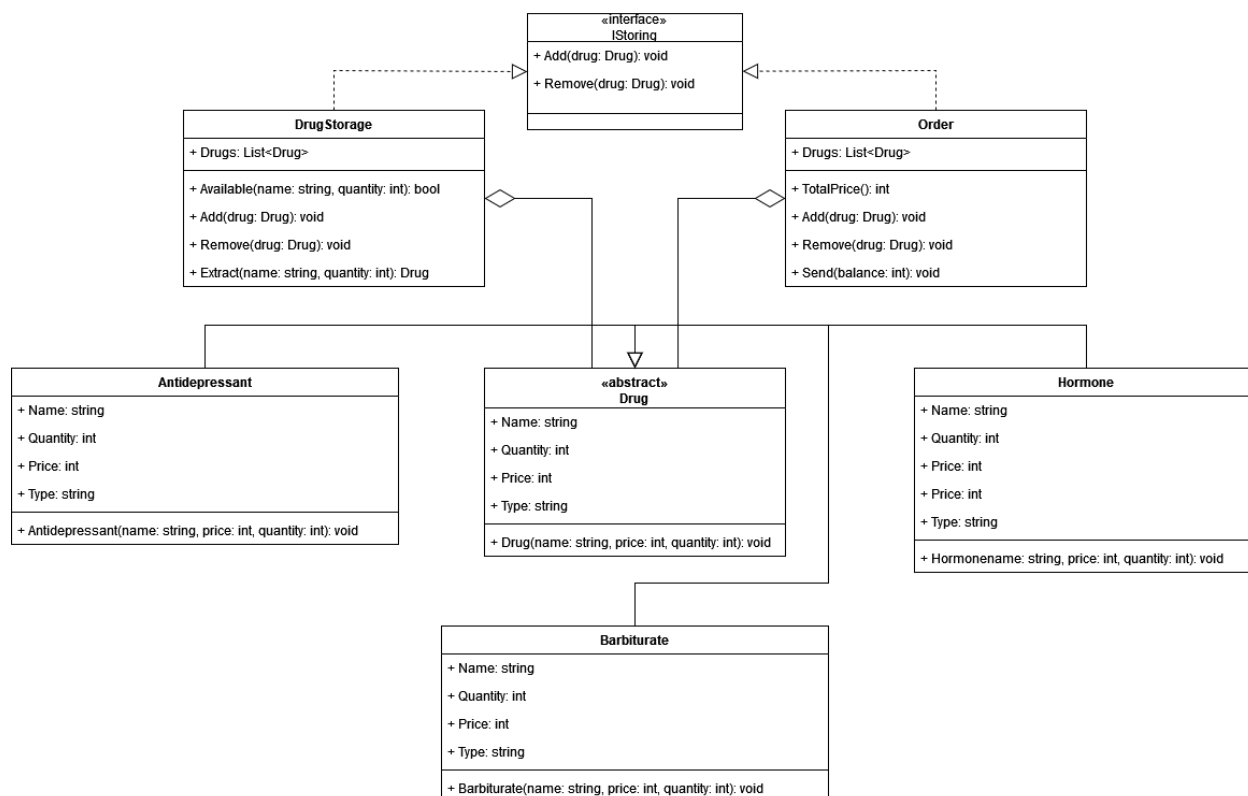 «interface»
IStoring
+ Add(drug: Drug): void
+ Remove(drug: Drug): void
DrugStorage
+ Drugs: List<Drug>
+ Available(name: string, quantity: int): bool
+ Add(drug: Drug): void
+ Remove(drug: Drug): void
+ Extract(name: string, quantity: int): Drug
Order
+ Drugs: List<Drug>
+ TotalPrice(): int
+ Add(drug: Drug): void
+ Remove(drug: Drug): void
+ Send(balance: int): void
Antidepressant
+ Name: string
+ Quantity: int
+ Price: int
+ Type: string
+ Antidepressant(name: string, price: int, quantity: int): void
«abstract»
Drug
+ Name: string
+ Quantity: int
+ Price: int
+ Type: string
+ Drug(name: string, price: int, quantity: int): void
Hormone
+ Name: string
+ Quantity: int
+ Price: int
+ Price: int
+ Type: string
+ Hormonename: string, price: int, quantity: int): void
Barbiturate
+ Name: string
+ Quantity: int
+ Price: int
+ Type: string
+ Barbiturate(name: string, price: int, quantity: int): void